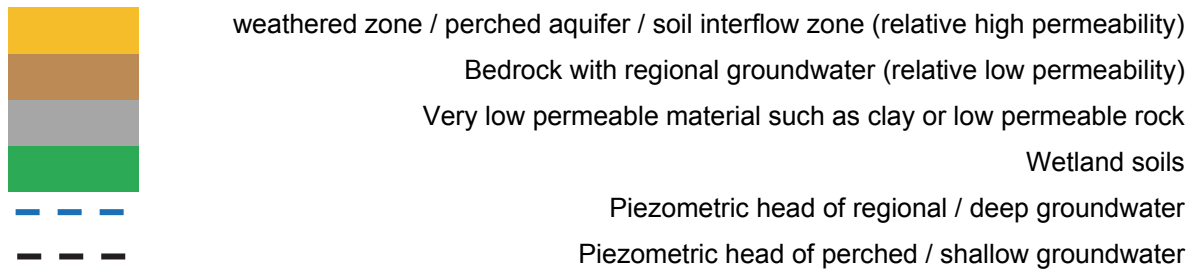 weathered zone / perched aquifer / soil interflow zone (relative high permeability)
Bedrock with regional groundwater (relative low permeability)
Very low permeable material such as clay or low permeable rock
Wetland soils
Piezometric head of regional / deep groundwater
Piezometric head of perched / shallow groundwater